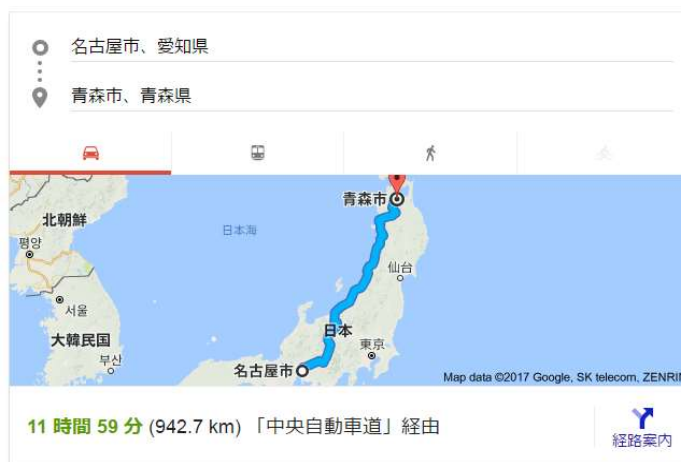 名古屋市、愛知県
青森市、青森県
青森市
北朝鮮
日本海
평양
仙台
서울
日本
大韓民国
東京
부산
名古屋市
Map data ©2017 Google, SK telecom, ZENRI
11 時間 59 分 (942.7 km) 「中央自動車道」経由
経路案内